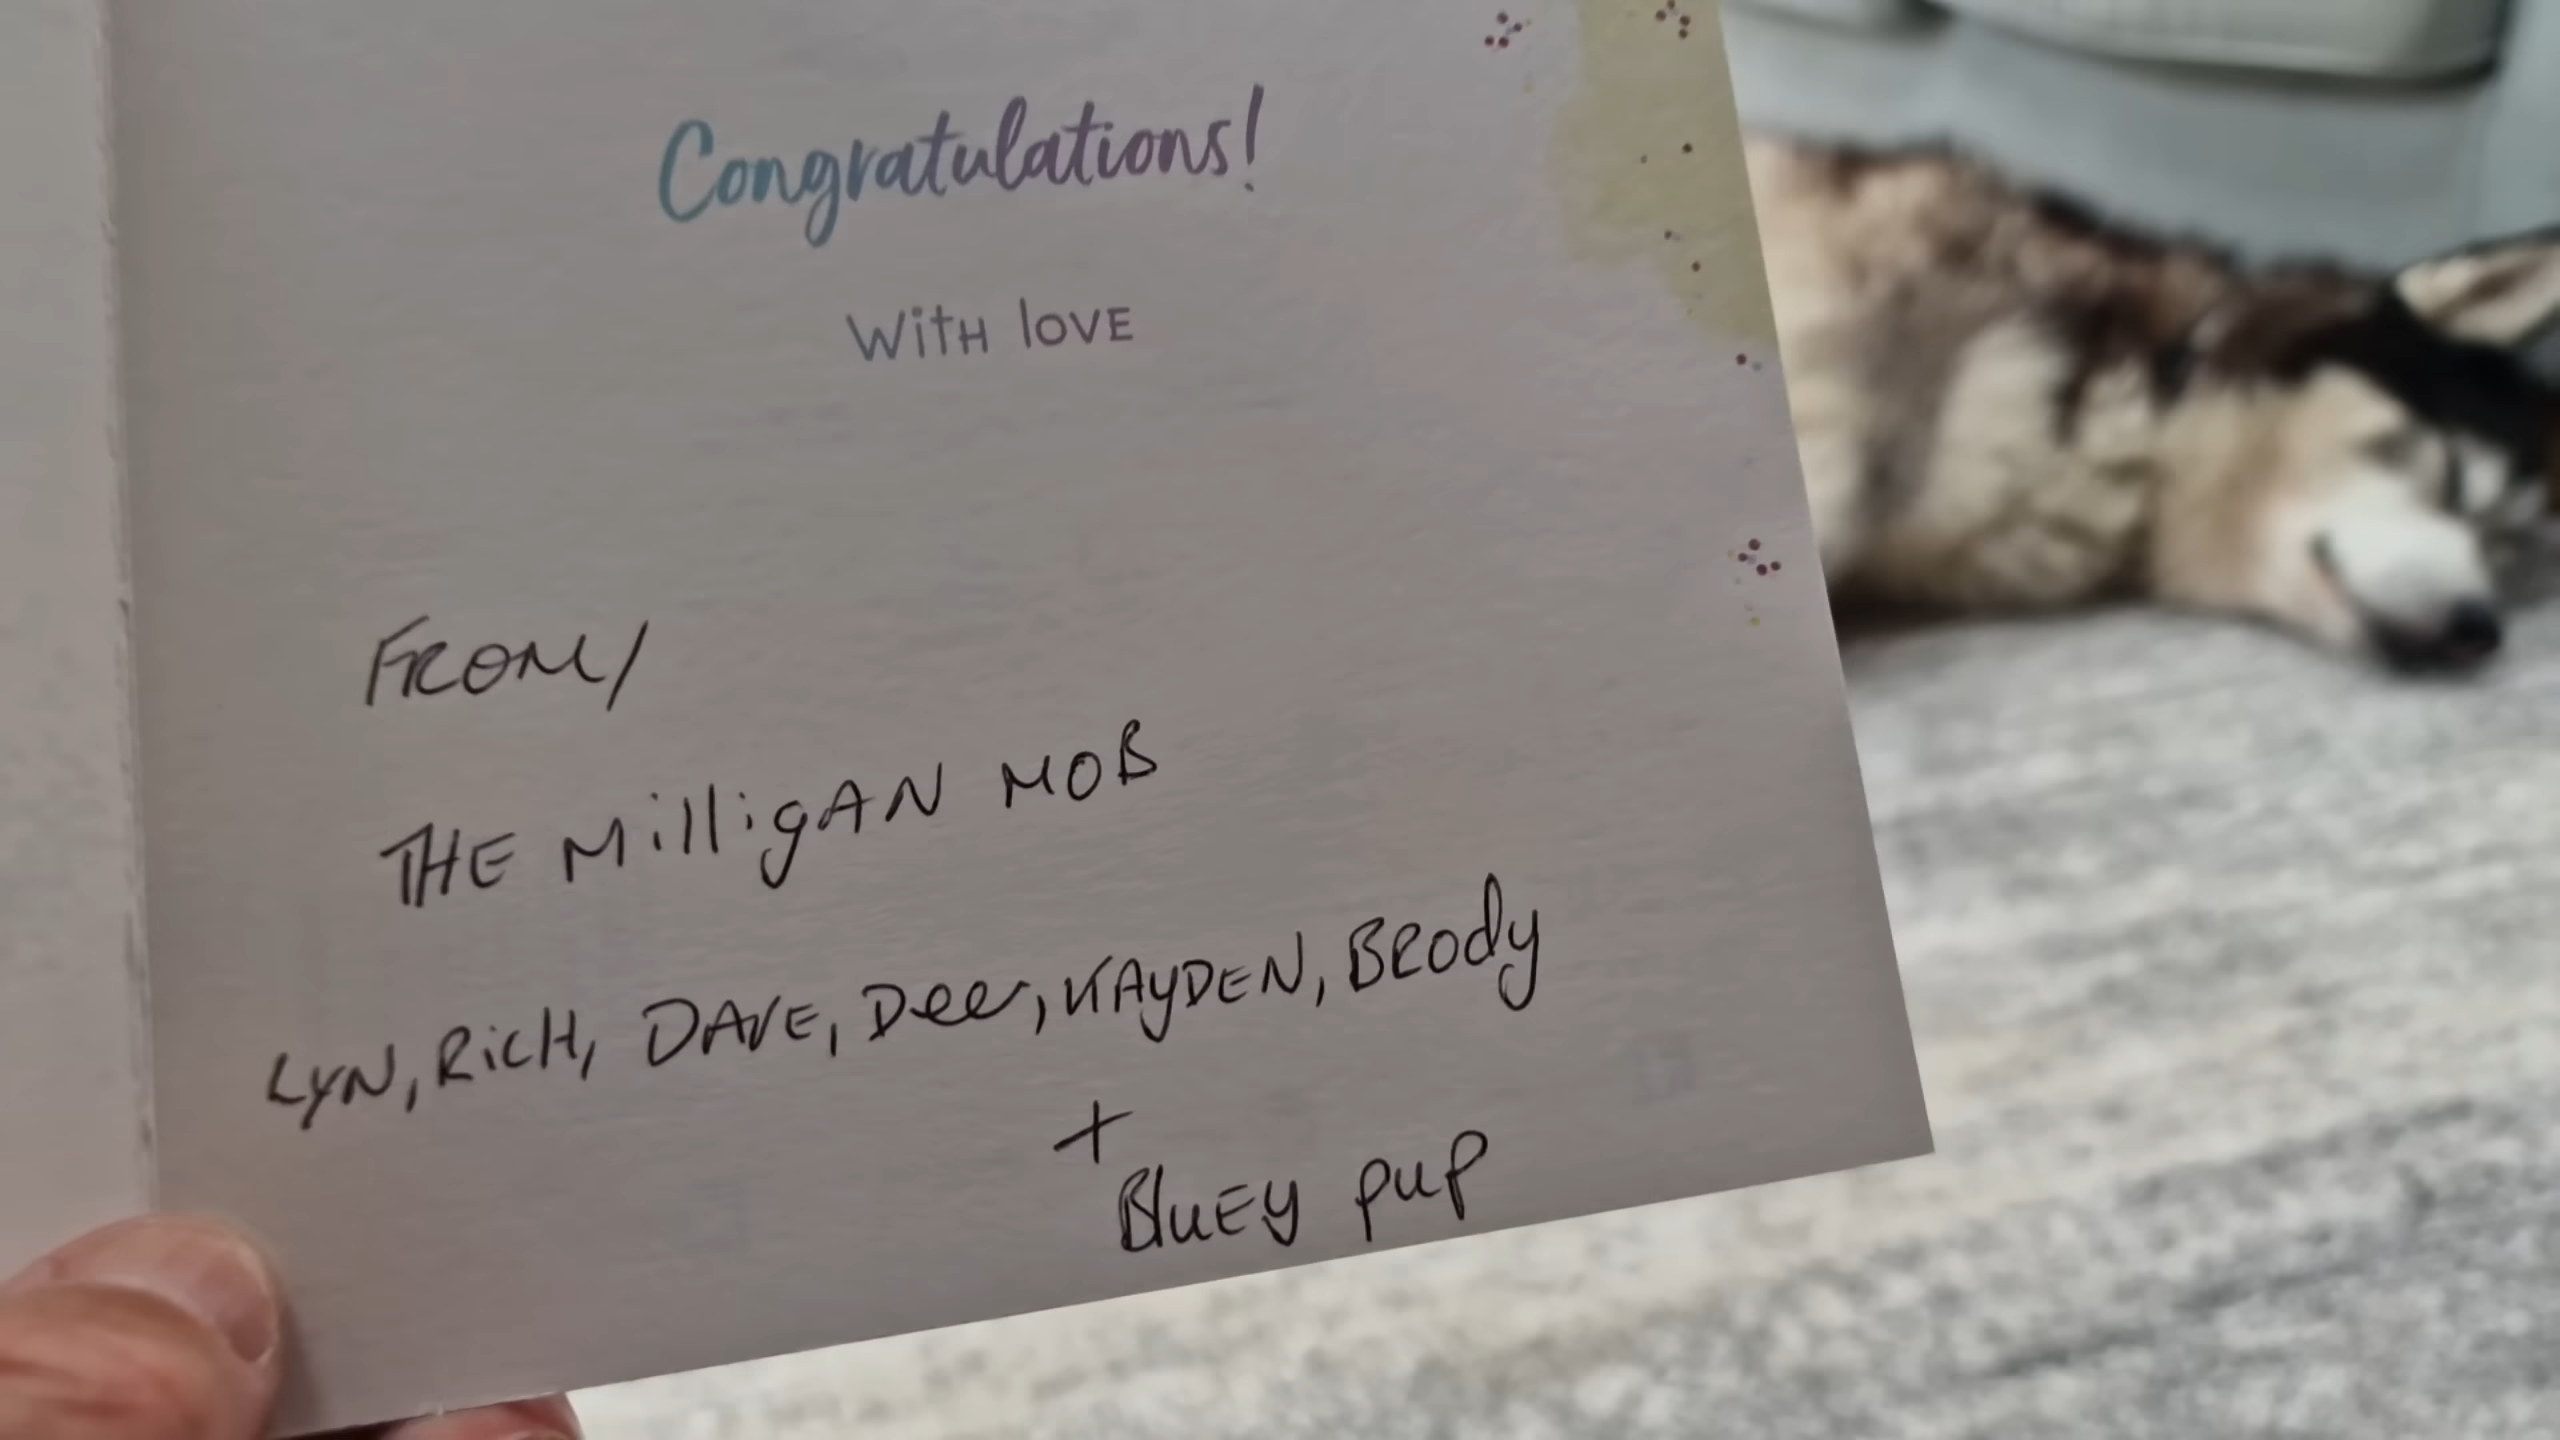 Congratulations!
With love
FROM/
THE MilligAN MOB
LYN, RicH, DAVE, Dee, KAYDEN, BRody
+
BluEy pup